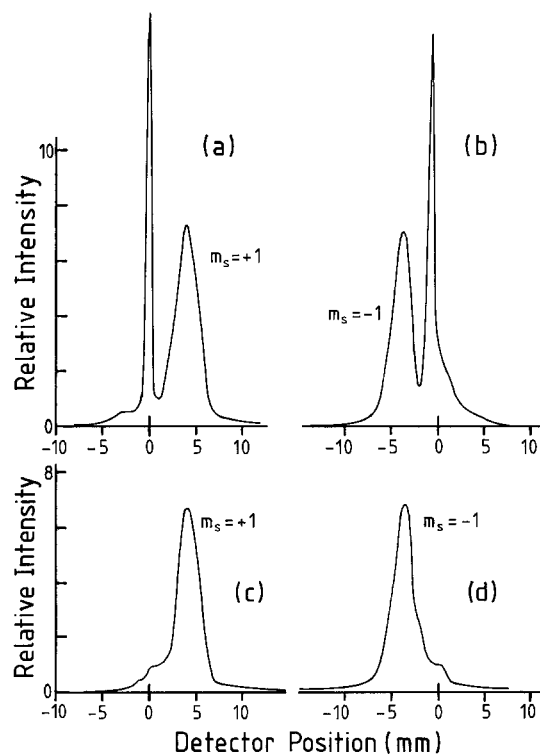 (a)
(b)
10
Relative Intensity
m_s=+1
m_s=-1
0
-10 -5 0 5 10
-10 -5 0 5 10
8
Relative Intensity
m_s=+1
m_s=-1
(c)
(d)
0
-10 -5 0 5 10
-10 -5 0 5 10
Detector Position (mm)